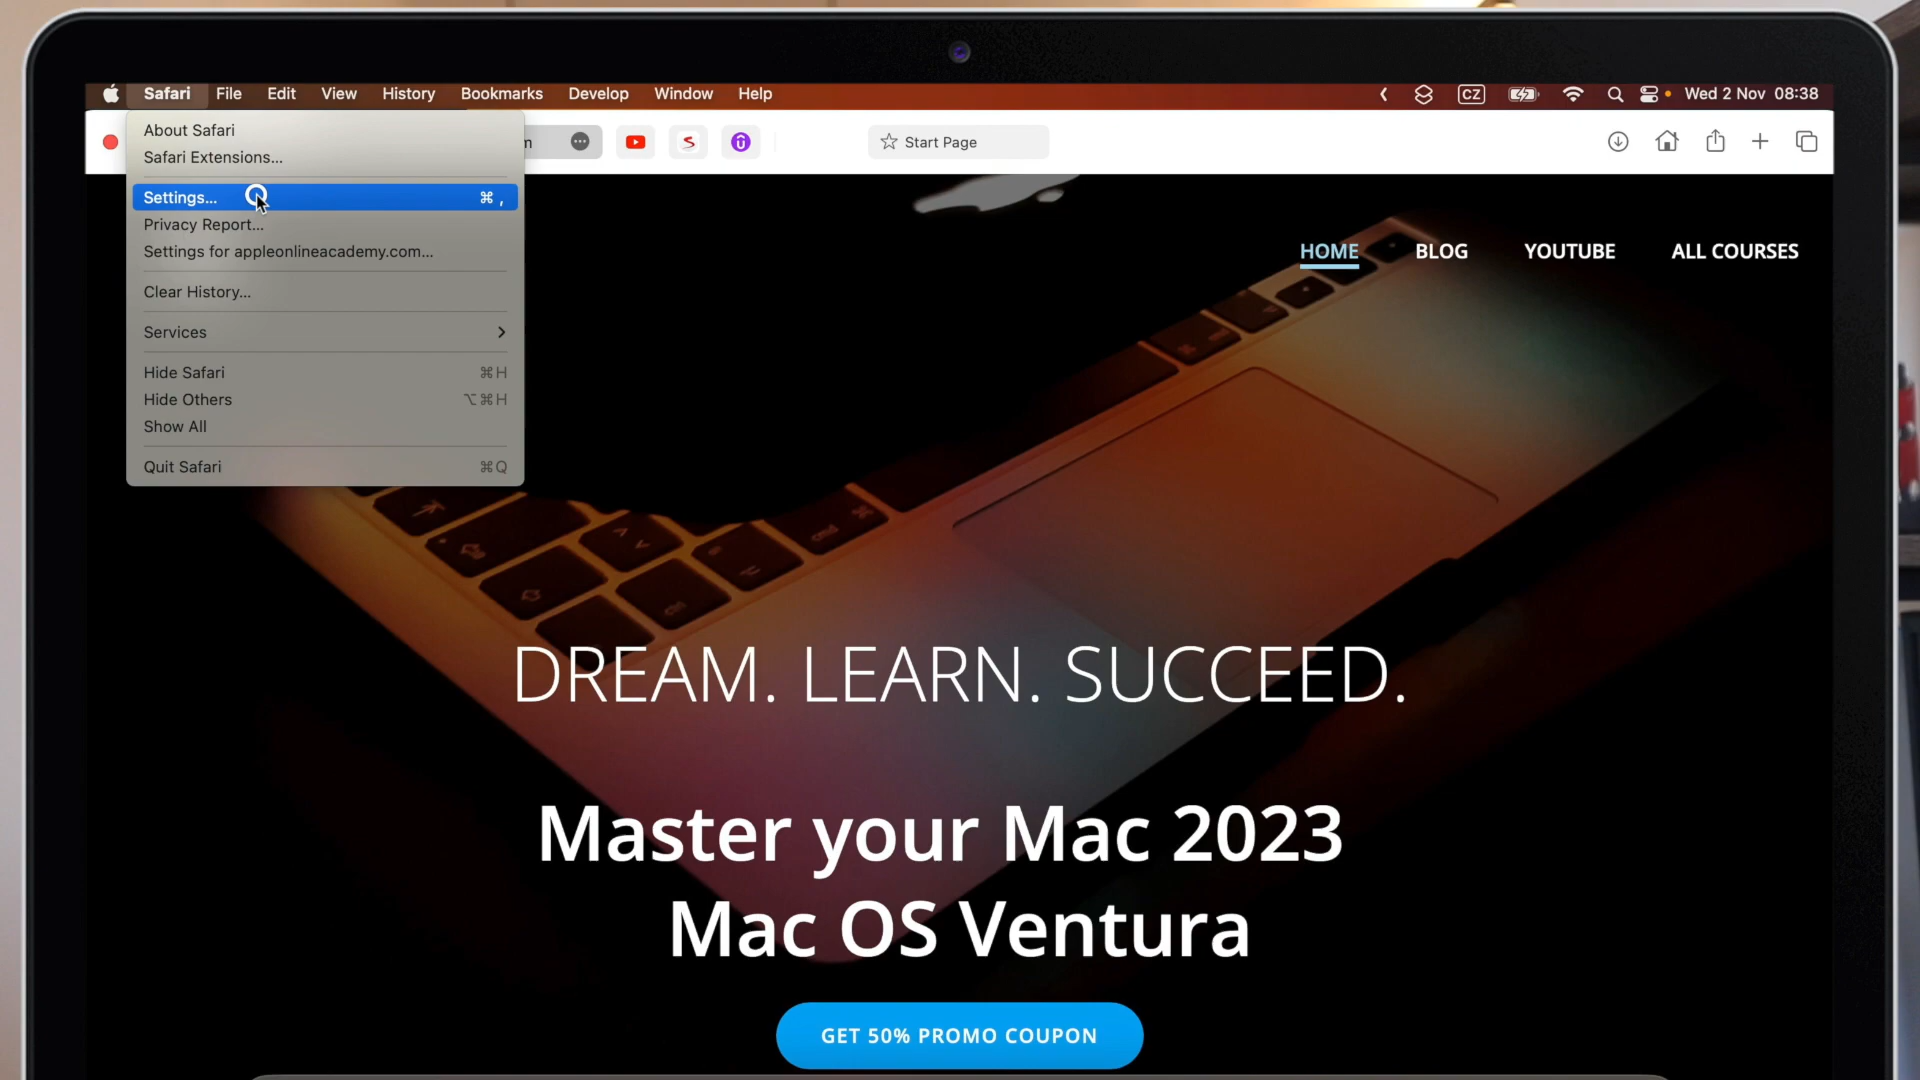 Safari File Edit View History Bookmarks Develop Window Help CZ Wed 2 Nov 08:38
About Safari
Safari Extensions...
n Start Page
Settings... ⌘ ,
Privacy Report...
Settings for appleonlineacademy.com...
Clear History...
Services
Hide Safari ⌘H
Hide Others ⌥⌘H
Show All
Quit Safari ⌘Q
HOME BLOG YOUTUBE ALL COURSES
cmd
ctrl
DREAM. LEARN. SUCCEED.
Master your Mac 2023
Mac OS Ventura
GET 50% PROMO COUPON